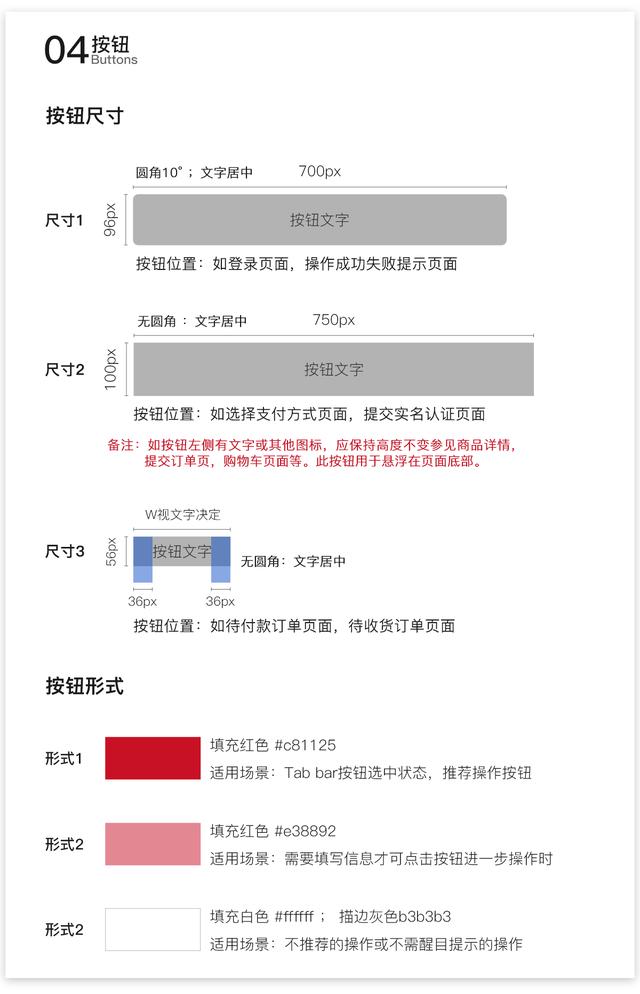 04按钮
Buttons
按钮尺寸
圆角10°；文字居中 700px
尺寸1
96px
按钮文字
按钮位置：如登录页面，操作成功失败提示页面
无圆角 ：文字居中 750px
尺寸2
100px
按钮文字
按钮位置：如选择支付方式页面，提交实名认证页面
备注：如按钮左侧有文字或其他图标，应保持高度不变参见商品详情，
提交订单页，购物车页面等。此按钮用于悬浮在页面底部。
W视文字决定
尺寸3
56px
按钮文字
无圆角：文字居中
36px 36px
按钮位置：如待付款订单页面，待收货订单页面
按钮形式
形式1
填充红色 #c81125
适用场景：Tab bar按钮选中状态，推荐操作按钮
形式2
填充红色 #e38892
适用场景：需要填写信息才可点击按钮进一步操作时
形式2
填充白色 #ffffff ； 描边灰色b3b3b3
适用场景：不推荐的操作或不需醒目提示的操作